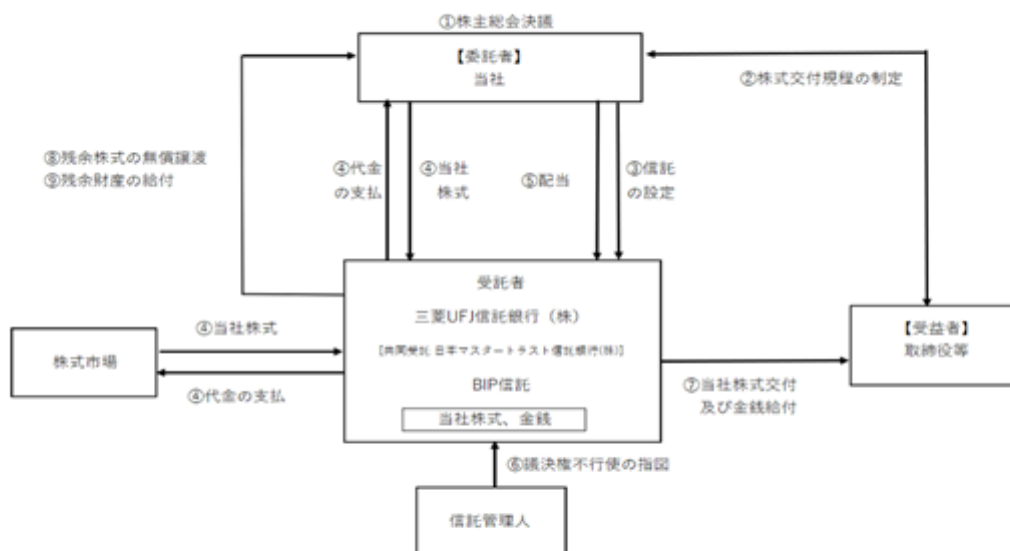 ①株主総会決議
【委託者】
当社
②株式交付規程の制定
⑧残余株式の無償譲渡
⑨残余財産の給付
④代金
の支払
④当社
株式
⑤配当
③信託
の設定
受託者
三菱UFJ信託銀行（株）
【共同受託 日本マスタートラスト信託銀行(株)】
BIP信託
当社株式、金銭
④当社株式
株式市場
④代金の支払
【受益者】
取締役等
⑦当社株式交付
及び金銭給付
⑥議決権不行使の指図
信託管理人